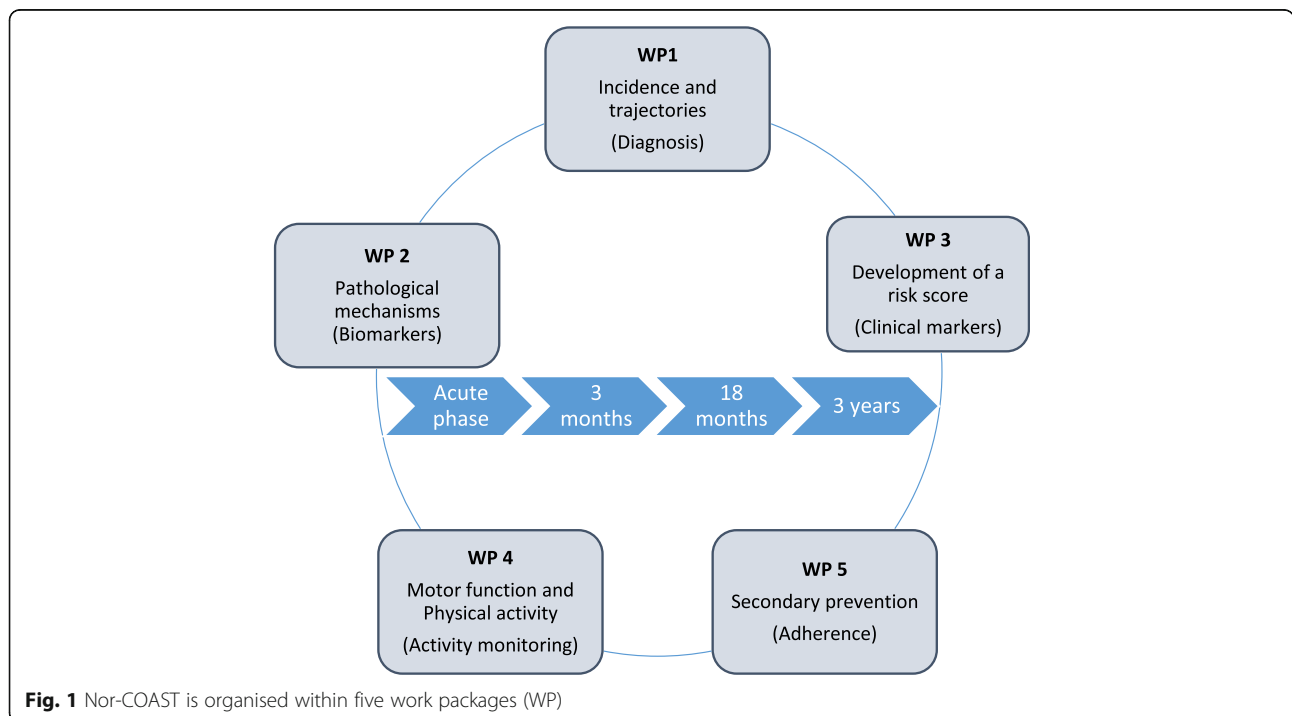 WP1
Incidence and
trajectories
(Diagnosis)
WP 2
Pathological
mechanisms
(Biomarkers)
WP 3
Development of a
risk score
(Clinical markers)
Acute
phase
3
months
18
months
3 years
WP 4
Motor function and
Physical activity
(Activity monitoring)
WP 5
Secondary prevention
(Adherence)
Fig. 1 Nor-COAST is organised within five work packages (WP)